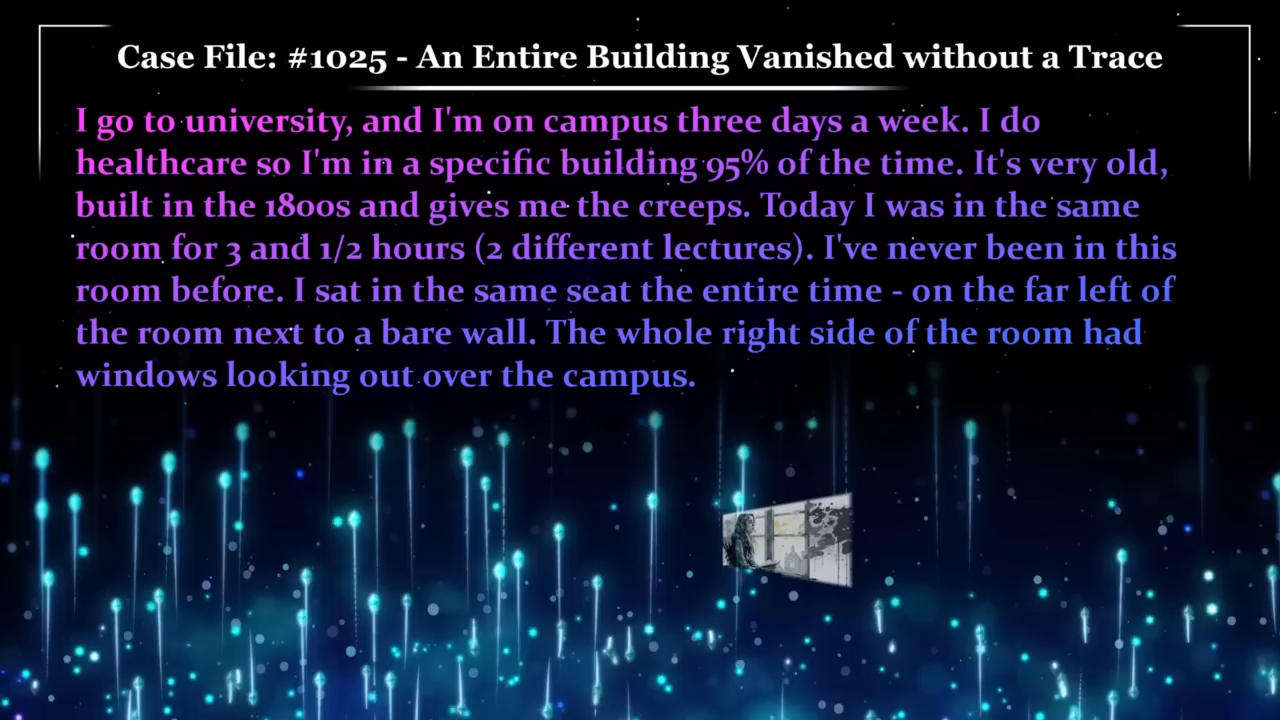 Case File: #1025 - An Entire Building Vanished without a Trace
I go to university, and I'm on campus three days a week. I do
healthcare so I'm in a specific building 95% of the time. It's very old,
built in the 1800s and gives me the creeps. Today I was in the same
room for 3 and 1/2 hours (2 different lectures). I've never been in this
room before. I sat in the same seat the entire time - on the far left of
the room next to a bare wall. The whole right side of the room had
windows looking out over the campus.